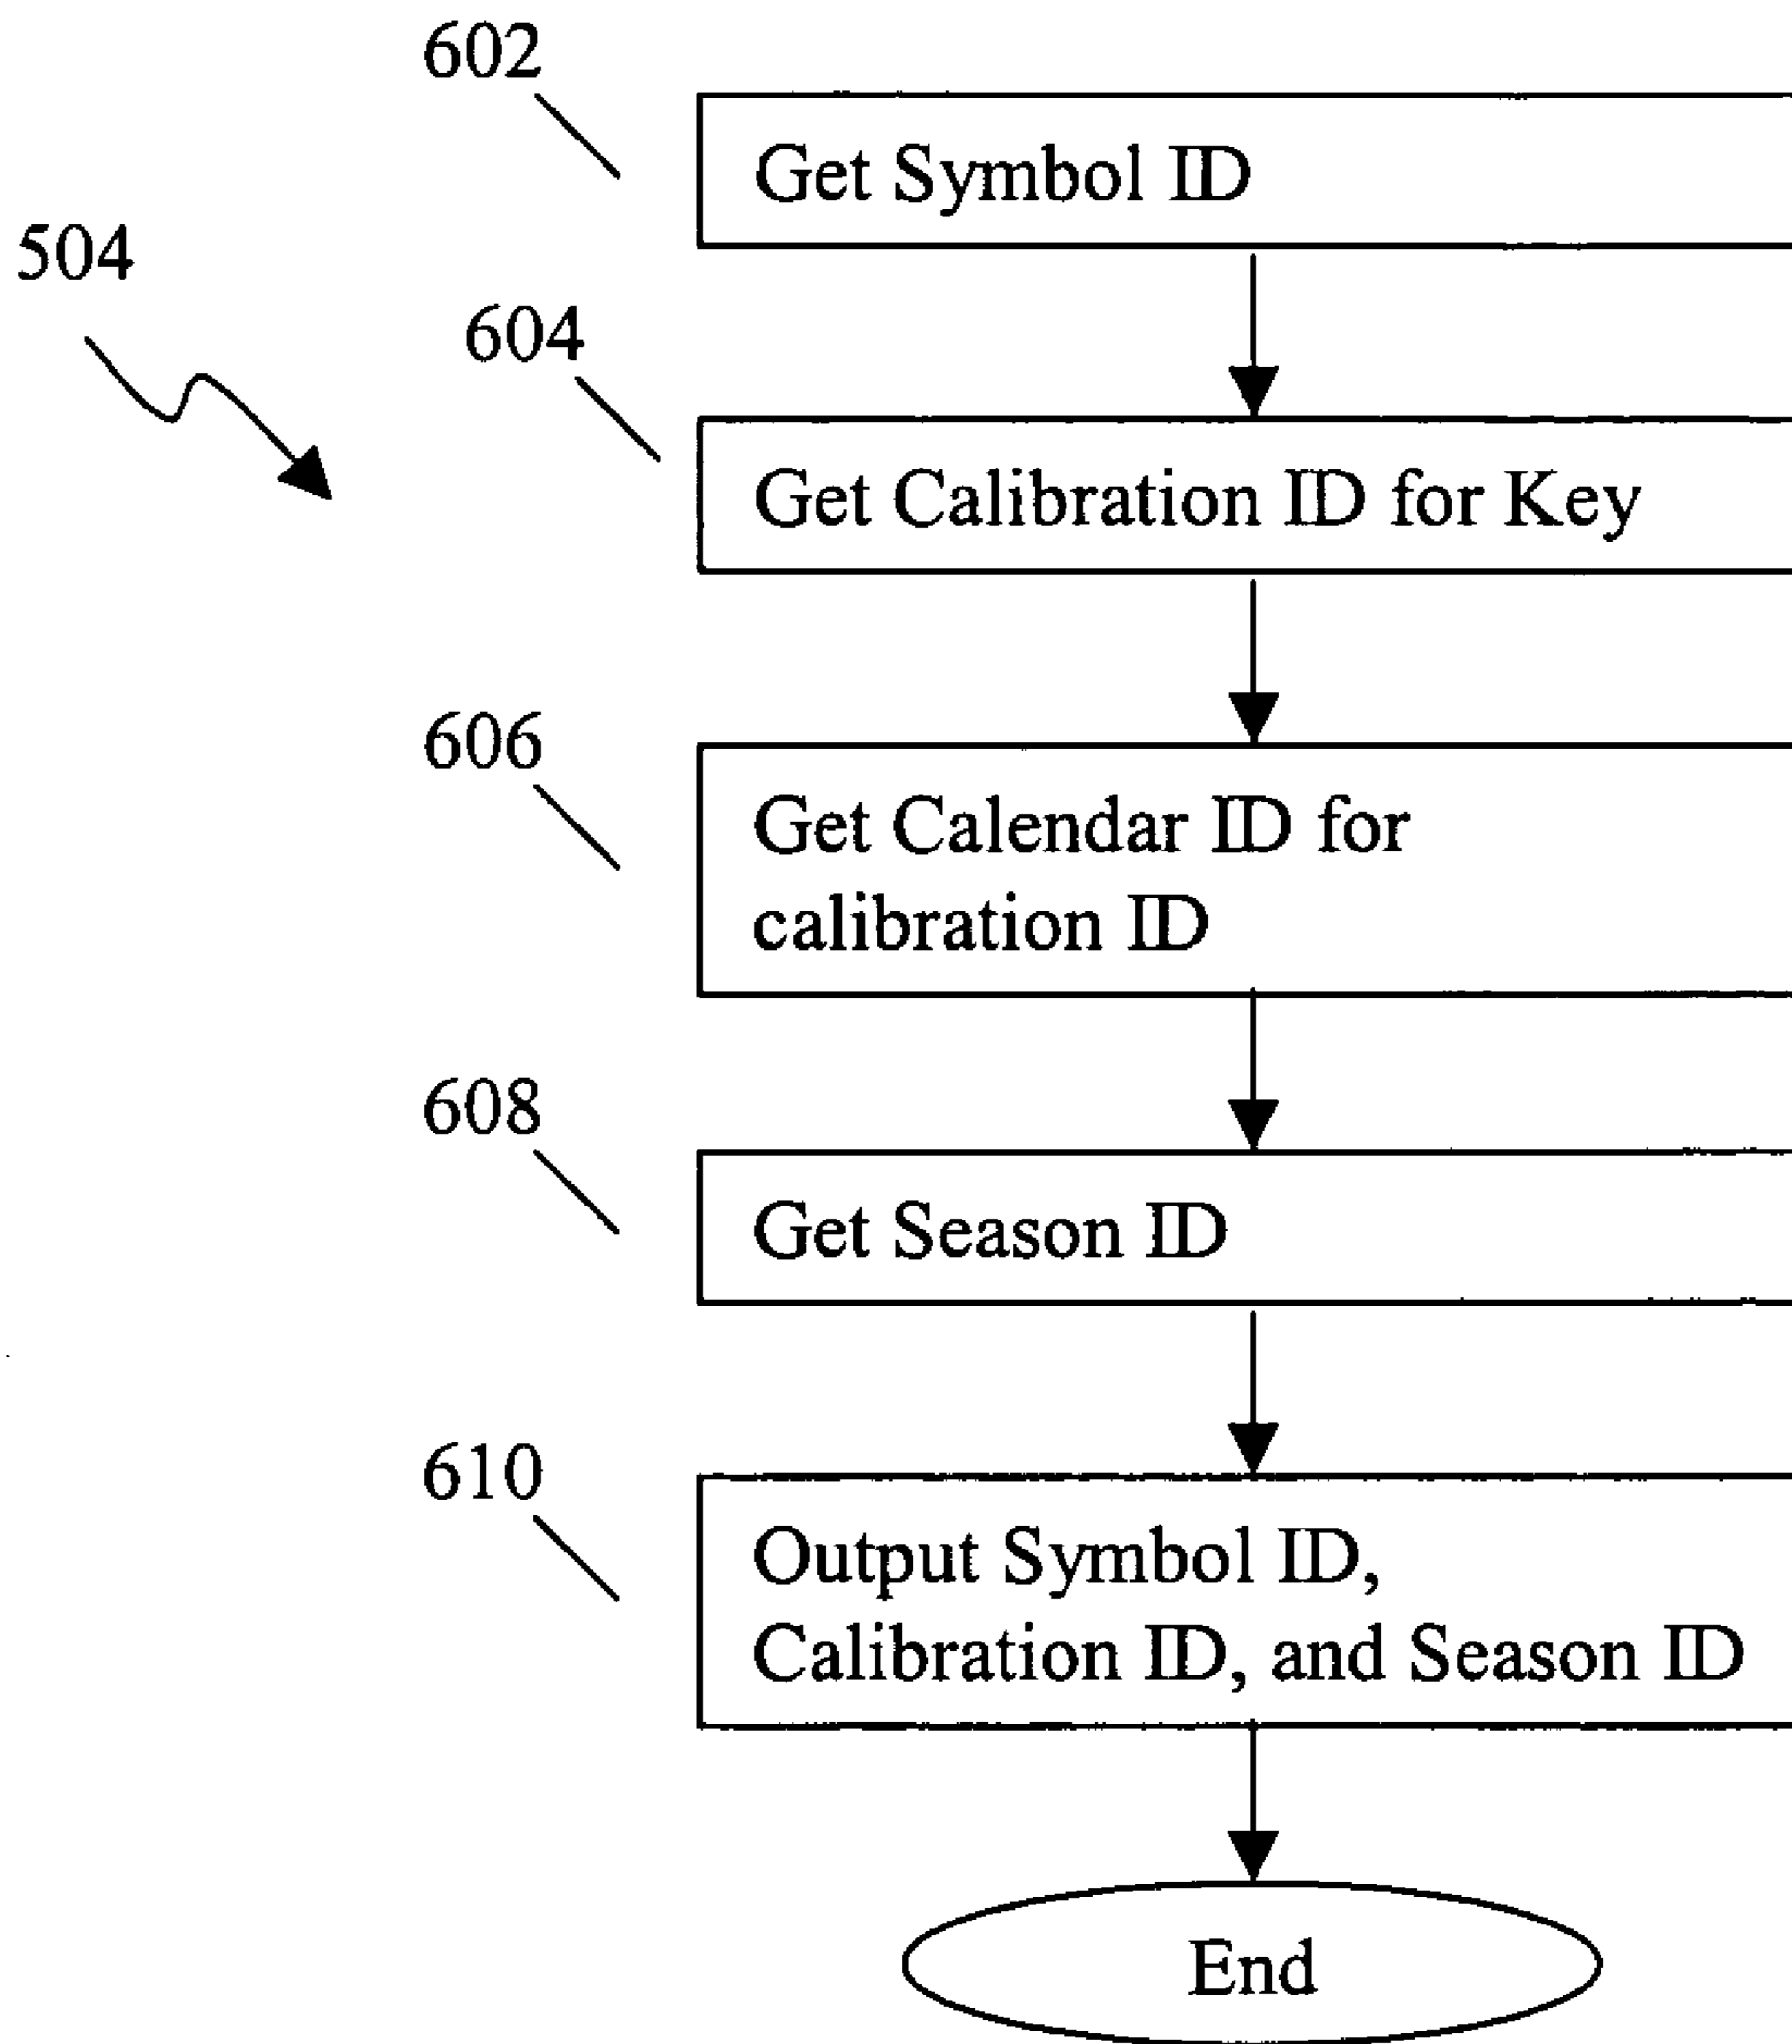 602
Get Symbol ID
504
604
Get Calibration ID for Key
606
Get Calendar ID for
calibration ID
608
Get Season ID
610
Output Symbol ID,
Calibration ID, and Season ID
End